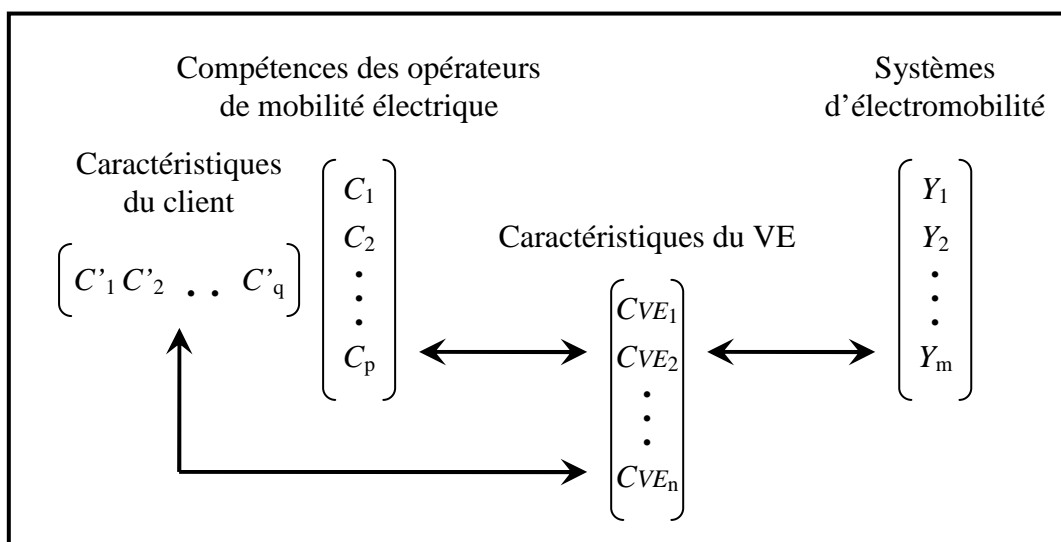 Compétences des opérateurs
de mobilité électrique
Systèmes
d’électromobilité
Caractéristiques
du client
C’1 C’2 . . C’q
C1
C2
.
.
.
Cp
Caractéristiques du VE
CVE1
CVE2
.
.
.
CVEn
Y1
Y2
.
.
.
Ym